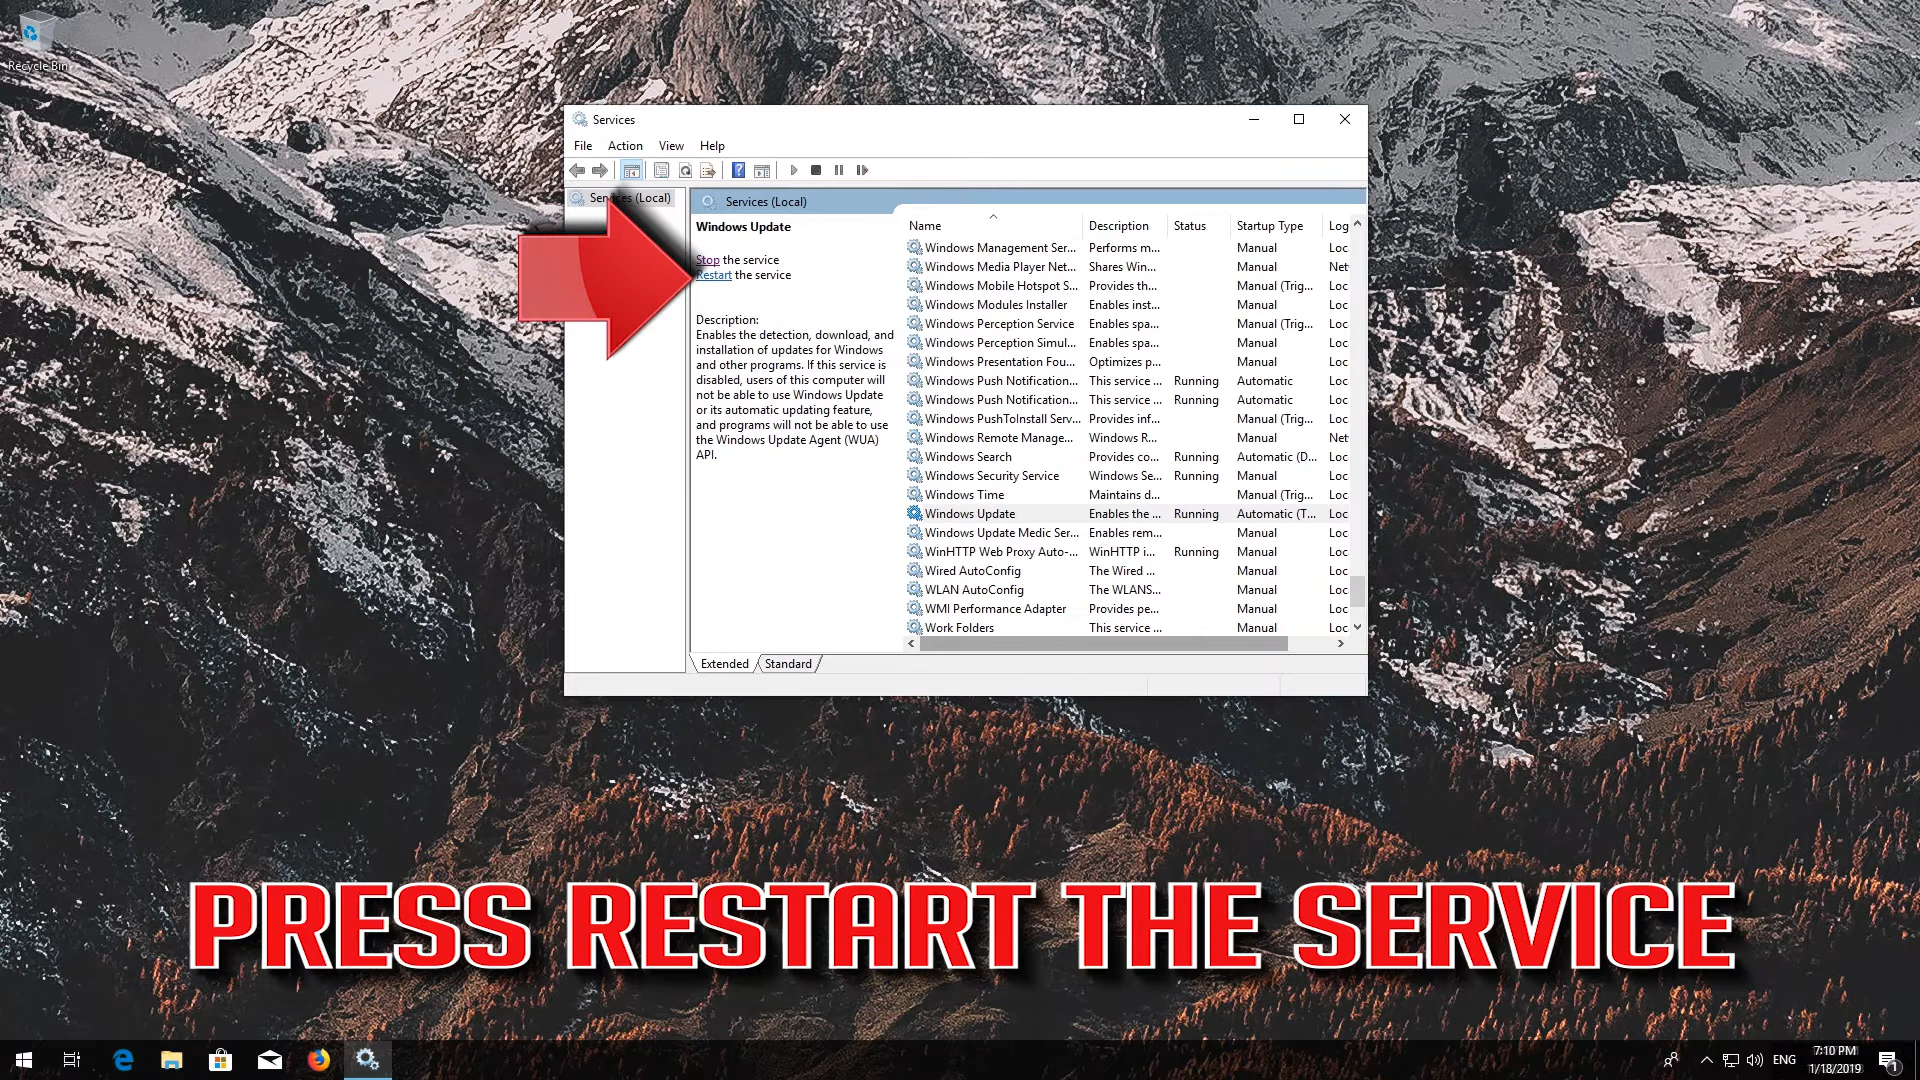 Recycle Bin
Services
File Action View Help
Services (Local)
Services (Local)
Windows Update
Stop the service
Restart the service
Description:
Enables the detection, download, and
installation of updates for Windows
and other programs. If this service is
disabled, users of this computer will
not be able to use Windows Update
or its automatic updating feature,
and programs will not be able to use
the Windows Update Agent (WUA)
API.
Name Description Status Startup Type Log
Windows Management Ser... Performs m... Manual Loc
Windows Media Player Net... Shares Win... Manual Net
Windows Mobile Hotspot S... Provides th... Manual (Trig... Loc
Windows Modules Installer Enables inst... Manual Loc
Windows Perception Service Enables spa... Manual (Trig... Loc
Windows Perception Simul... Enables spa... Manual Loc
Windows Presentation Fou... Optimizes p... Manual Loc
Windows Push Notification... This service ... Running Automatic Loc
Windows Push Notification... This service ... Running Automatic Loc
Windows PushToInstall Serv... Provides inf... Manual (Trig... Loc
Windows Remote Manage... Windows R... Manual Net
Windows Search Provides co... Running Automatic (D... Loc
Windows Security Service Windows Se... Running Manual Loc
Windows Time Maintains d... Manual (Trig... Loc
Windows Update Enables the ... Running Automatic (T... Loc
Windows Update Medic Ser... Enables rem... Manual Loc
WinHTTP Web Proxy Auto-... WinHTTP i... Running Manual Loc
Wired AutoConfig The Wired ... Manual Loc
WLAN AutoConfig The WLANS... Manual Loc
WMI Performance Adapter Provides pe... Manual Loc
Work Folders This service ... Manual Loc
Extended Standard
PRESS RESTART THE SERVICE
ENG
7:10 PM
1/18/2019
1